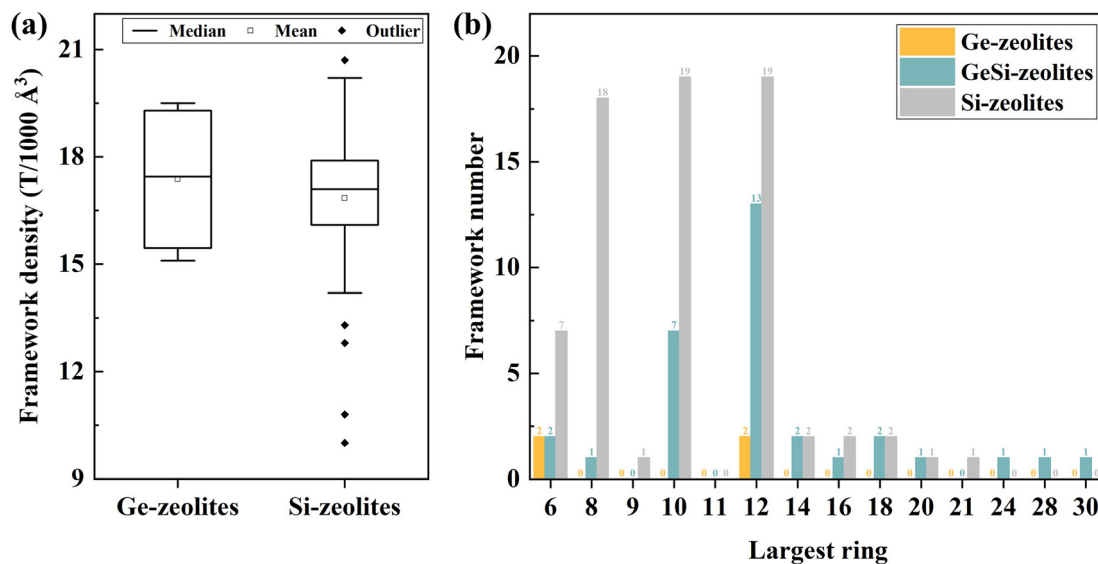 (a)
Median Mean Outlier
Framework density (T/1000 Å³)
21
18
15
12
9
Ge-zeolites Si-zeolites
(b)
Ge-zeolites
GeSi-zeolites
Si-zeolites
Framework number
20
15
10
5
0
2 2 7
0 1 18
0 0 1
0 7 19
0 0 0
2 13 19
0 2 2
0 1 2
0 2 2
0 1 1
0 0 1
0 1 0
0 1 0
0 1 0
6 8 9 10 11 12 14 16 18 20 21 24 28 30
Largest ring